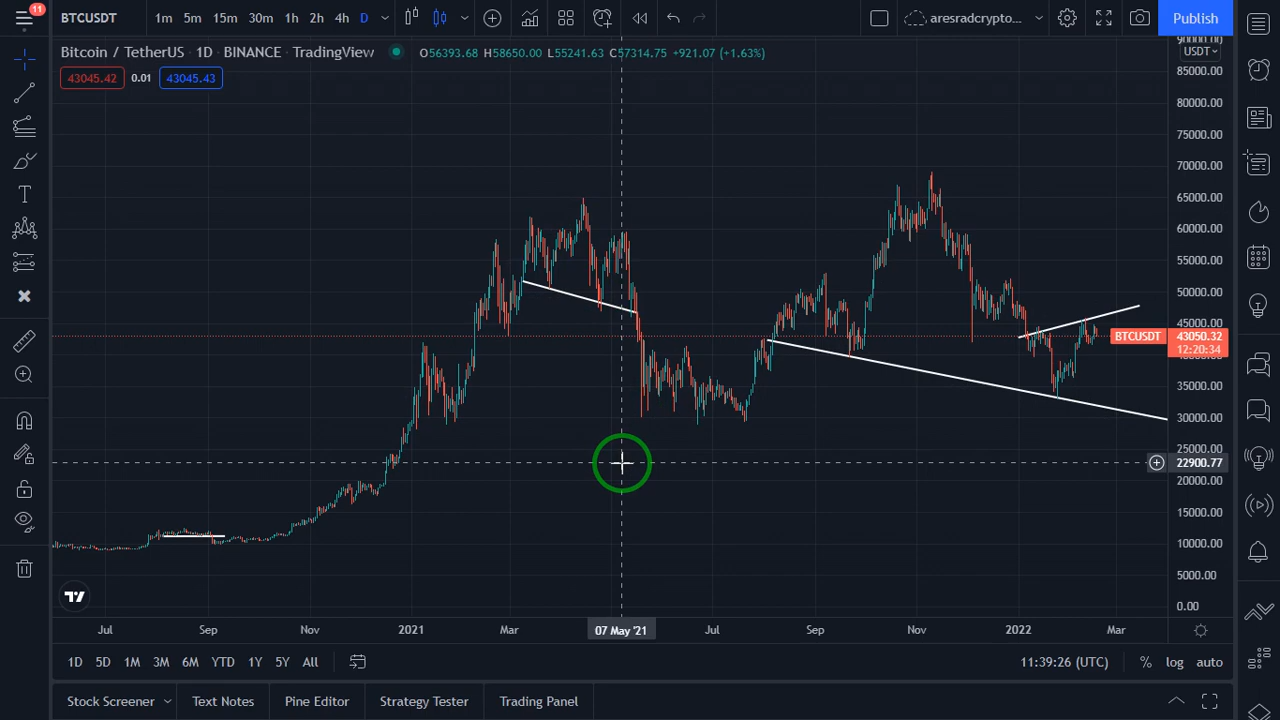 11
BTCUSDT 1m 5m 15m 30m 1h 2h 4h D aresradcrypto... Publish
Bitcoin / TetherUS · 1D · BINANCE · TradingView O56393.68 H58650.00 L55241.63 C57314.75 +921.07 (+1.63%)
43045.42 0.01 43045.43
90000.00
USDT
85000.00
80000.00
75000.00
70000.00
65000.00
60000.00
55000.00
50000.00
45000.00
BTCUSDT 43050.32
12:20:34
40000.00
35000.00
30000.00
25000.00
22900.77
20000.00
15000.00
10000.00
5000.00
0.00
Jul Sep Nov 2021 Mar 07 May '21 Jul Sep Nov 2022 Mar
1D 5D 1M 3M 6M YTD 1Y 5Y All 11:39:26 (UTC) % log auto
Stock Screener Text Notes Pine Editor Strategy Tester Trading Panel